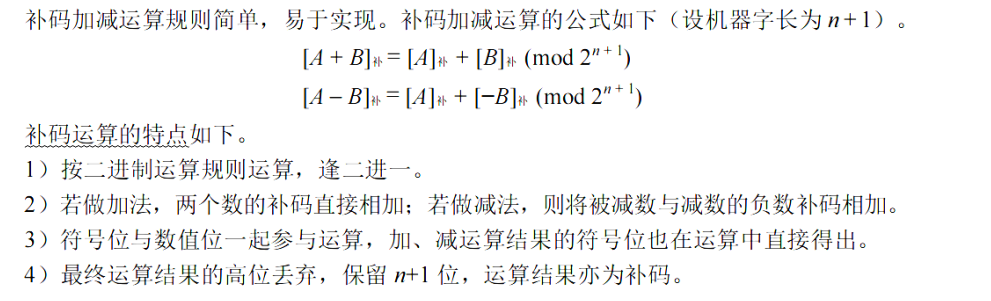 补码加减运算规则简单，易于实现。补码加减运算的公式如下（设机器字长为 n + 1）。
[A + B]补 = [A]补 + [B]补 (mod 2ⁿ⁺¹)
[A − B]补 = [A]补 + [−B]补 (mod 2ⁿ⁺¹)
补码运算的特点如下。
1）按二进制运算规则运算，逢二进一。
2）若做加法，两个数的补码直接相加；若做减法，则将被减数与减数的负数补码相加。
3）符号位与数值位一起参与运算，加、减运算结果的符号位也在运算中直接得出。
4）最终运算结果的高位丢弃，保留 n+1 位，运算结果亦为补码。